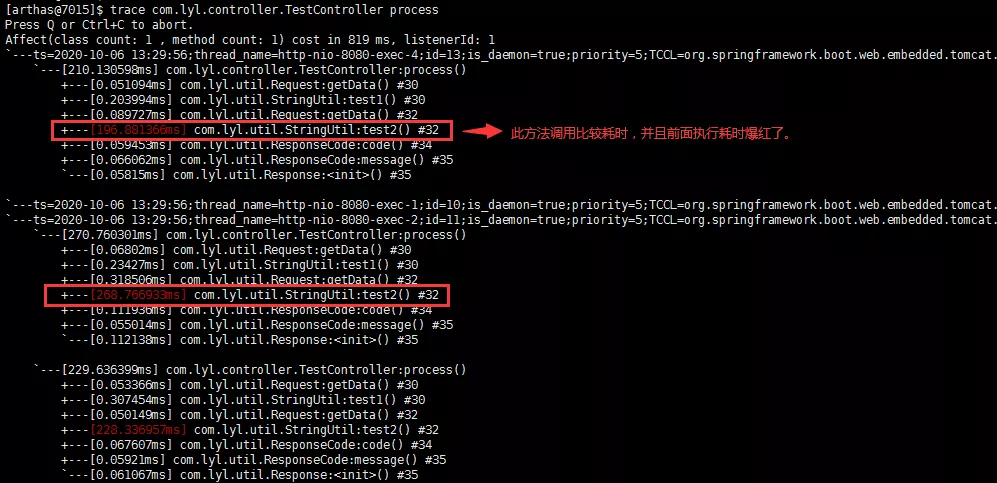 [arthas@7015]$ trace com.lyl.controller.TestController process
Press Q or Ctrl+C to abort.
Affect(class count: 1 , method count: 1) cost in 819 ms, listenerId: 1
`---ts=2020-10-06 13:29:56;thread_name=http-nio-8080-exec-4;id=13;is_daemon=true;priority=5;TCCL=org.springframework.boot.web.embedded.tomcat.
`---[210.130598ms] com.lyl.controller.TestController:process()
+---[0.051094ms] com.lyl.util.Request:getData() #30
+---[0.203994ms] com.lyl.util.StringUtil:test1() #30
+---[0.089727ms] com.lyl.util.Request:getData() #32
+---[196.881366ms] com.lyl.util.StringUtil:test2() #32 此方法调用比较耗时，并且前面执行耗时爆红了。
+---[0.059453ms] com.lyl.util.ResponseCode:code() #34
+---[0.066062ms] com.lyl.util.ResponseCode:message() #35
`---[0.05815ms] com.lyl.util.Response:<init>() #35
`---ts=2020-10-06 13:29:56;thread_name=http-nio-8080-exec-1;id=10;is_daemon=true;priority=5;TCCL=org.springframework.boot.web.embedded.tomcat.
`---ts=2020-10-06 13:29:56;thread_name=http-nio-8080-exec-2;id=11;is_daemon=true;priority=5;TCCL=org.springframework.boot.web.embedded.tomcat.
`---[270.760301ms] com.lyl.controller.TestController:process()
+---[0.06802ms] com.lyl.util.Request:getData() #30
+---[0.23427ms] com.lyl.util.StringUtil:test1() #30
+---[0.318506ms] com.lyl.util.Request:getData() #32
+---[268.766933ms] com.lyl.util.StringUtil:test2() #32
+---[0.111936ms] com.lyl.util.ResponseCode:code() #34
+---[0.055014ms] com.lyl.util.ResponseCode:message() #35
`---[0.112138ms] com.lyl.util.Response:<init>() #35
`---[229.636399ms] com.lyl.controller.TestController:process()
+---[0.053366ms] com.lyl.util.Request:getData() #30
+---[0.307454ms] com.lyl.util.StringUtil:test1() #30
+---[0.050149ms] com.lyl.util.Request:getData() #32
+---[228.336957ms] com.lyl.util.StringUtil:test2() #32
+---[0.067607ms] com.lyl.util.ResponseCode:code() #34
+---[0.05921ms] com.lyl.util.ResponseCode:message() #35
`---[0.061067ms] com.lyl.util.Response:<init>() #35